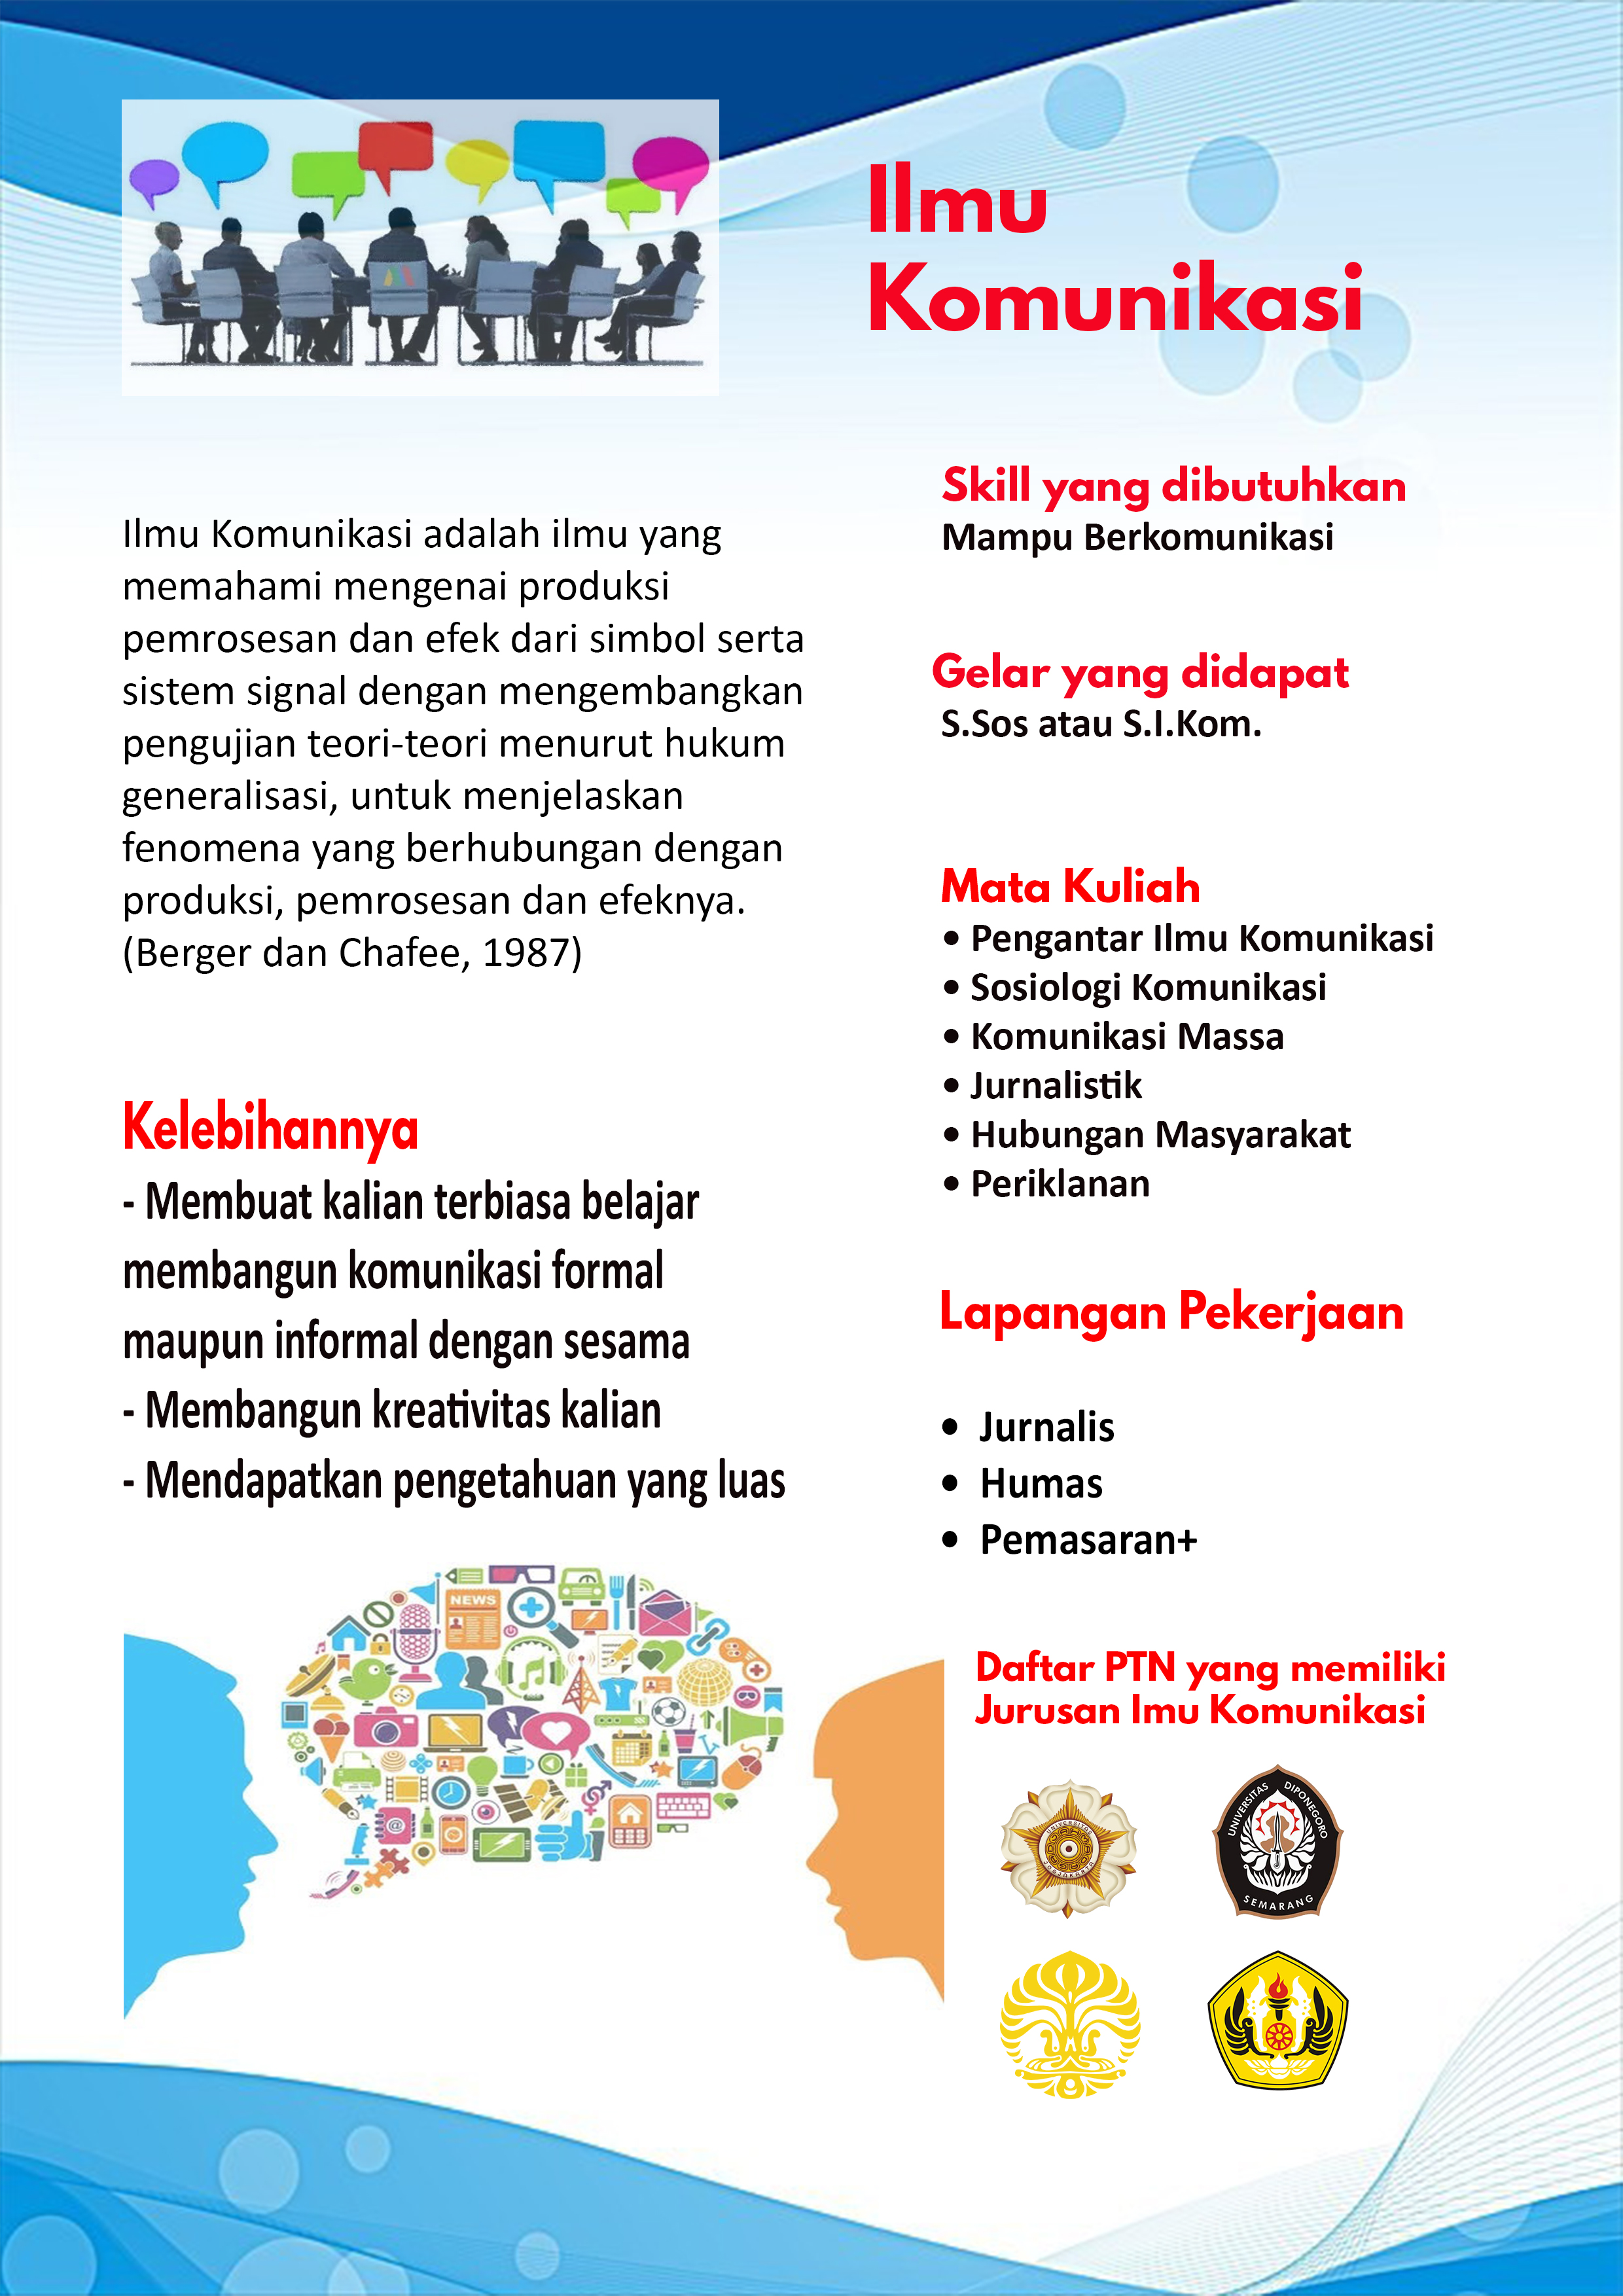 Ilmu
Komunikasi
Ilmu Komunikasi adalah ilmu yang
memahami mengenai produksi
pemrosesan dan efek dari simbol serta
sistem signal dengan mengembangkan
pengujian teori-teori menurut hukum
generalisasi, untuk menjelaskan
fenomena yang berhubungan dengan
produksi, pemrosesan dan efeknya.
(Berger dan Chafee, 1987)
Kelebihannya
- Membuat kalian terbiasa belajar
membangun komunikasi formal
maupun informal dengan sesama
- Membangun kreativitas kalian
- Mendapatkan pengetahuan yang luas
NEWS
Skill yang dibutuhkan
Mampu Berkomunikasi
Gelar yang didapat
S.Sos atau S.I.Kom.
Mata Kuliah
• Pengantar Ilmu Komunikasi
• Sosiologi Komunikasi
• Komunikasi Massa
• Jurnalistik
• Hubungan Masyarakat
• Periklanan
Lapangan Pekerjaan
• Jurnalis
• Humas
• Pemasaran+
Daftar PTN yang memiliki
Jurusan Imu Komunikasi
UNIVERSITAS DIPONEGORO
SEMARANG